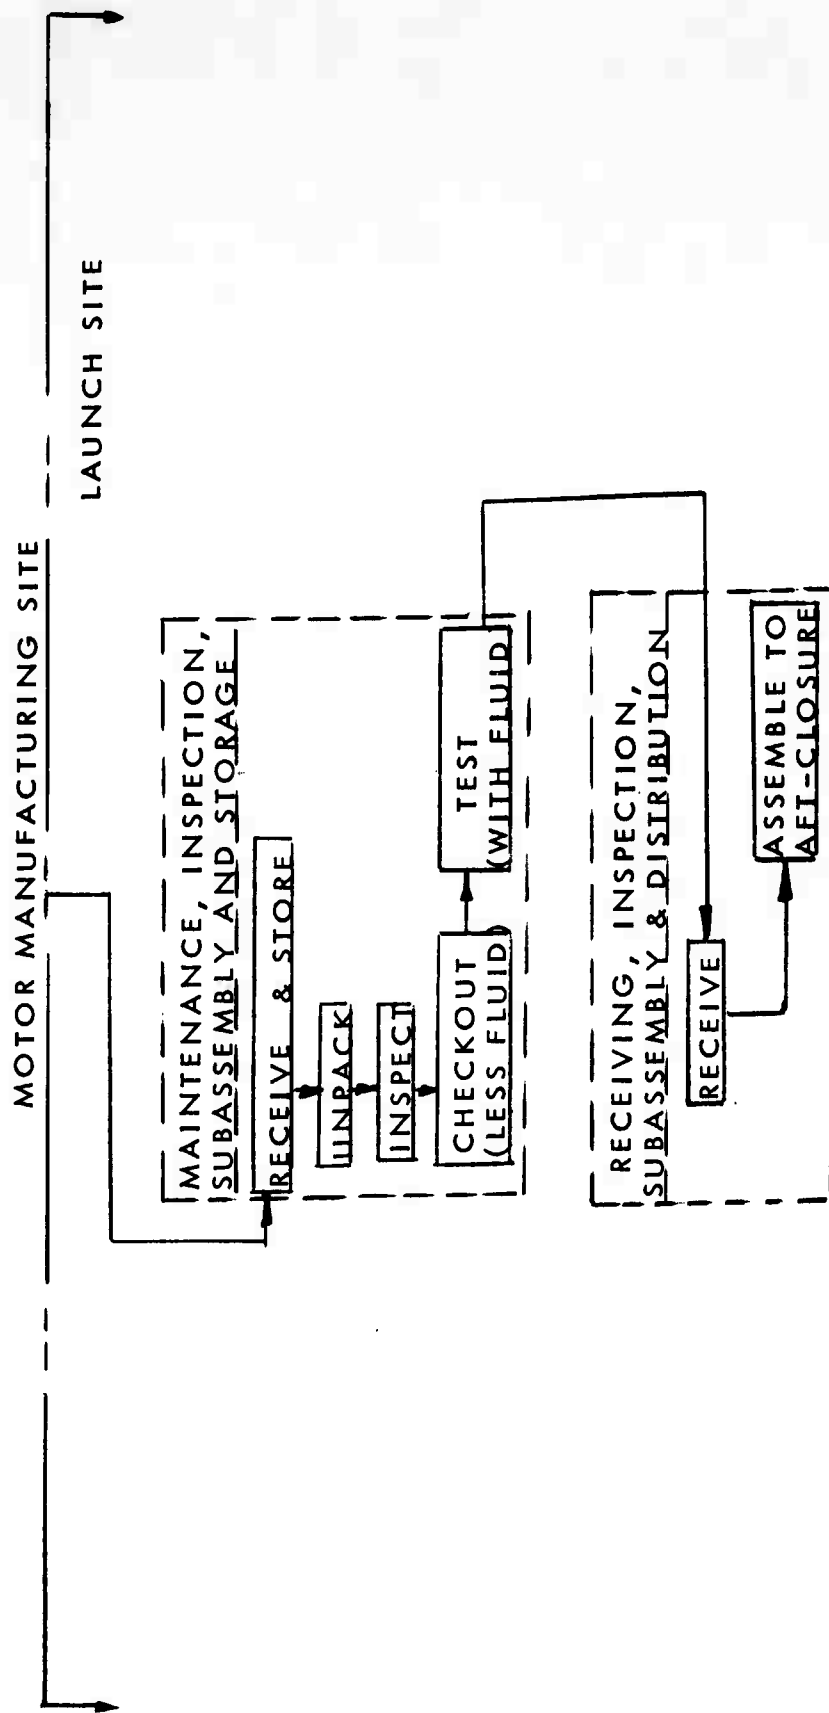 MOTOR MANUFACTURING SITE
LAUNCH SITE
MAINTENANCE, INSPECTION,
SUBASSEMBLY AND STORAGE
RECEIVE & STORE
UNPACK
INSPECT
CHECKOUT
(LESS FLUID)
TEST
(WITH FLUID)
RECEIVING, INSPECTION,
SUBASSEMBLY & DISTRIBUTION
RECEIVE
ASSEMBLE TO
AFT-CLOSURE